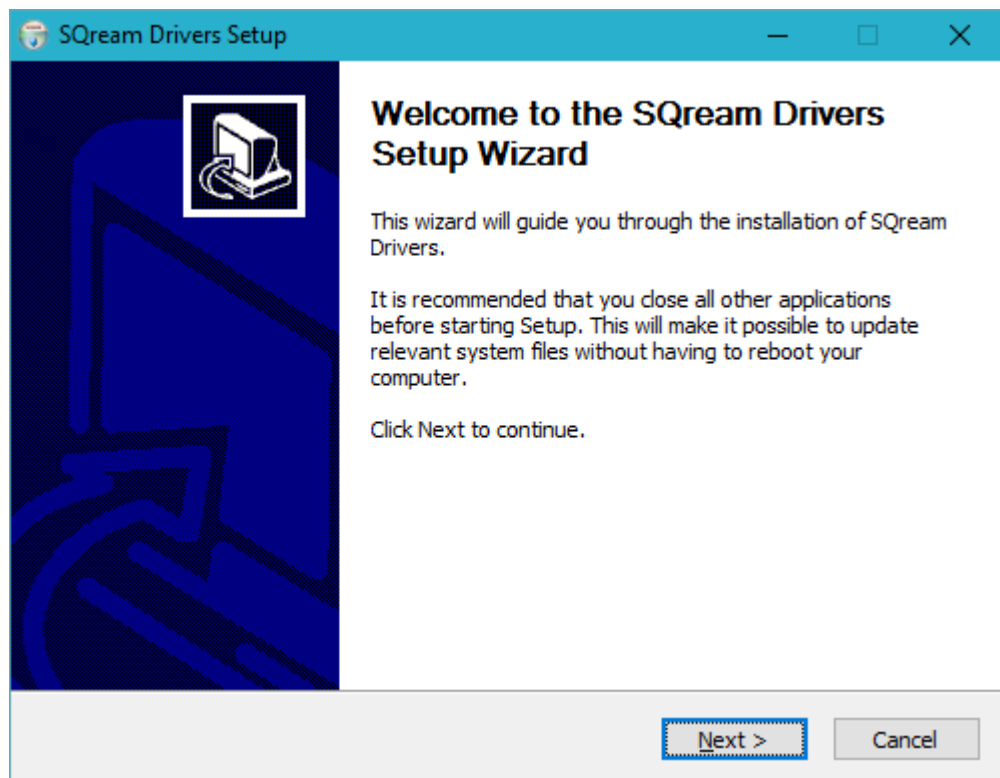 SQream Drivers Setup
Welcome to the SQream Drivers
Setup Wizard
This wizard will guide you through the installation of SQream
Drivers.
It is recommended that you close all other applications
before starting Setup. This will make it possible to update
relevant system files without having to reboot your
computer.
Click Next to continue.
Next >
Cancel